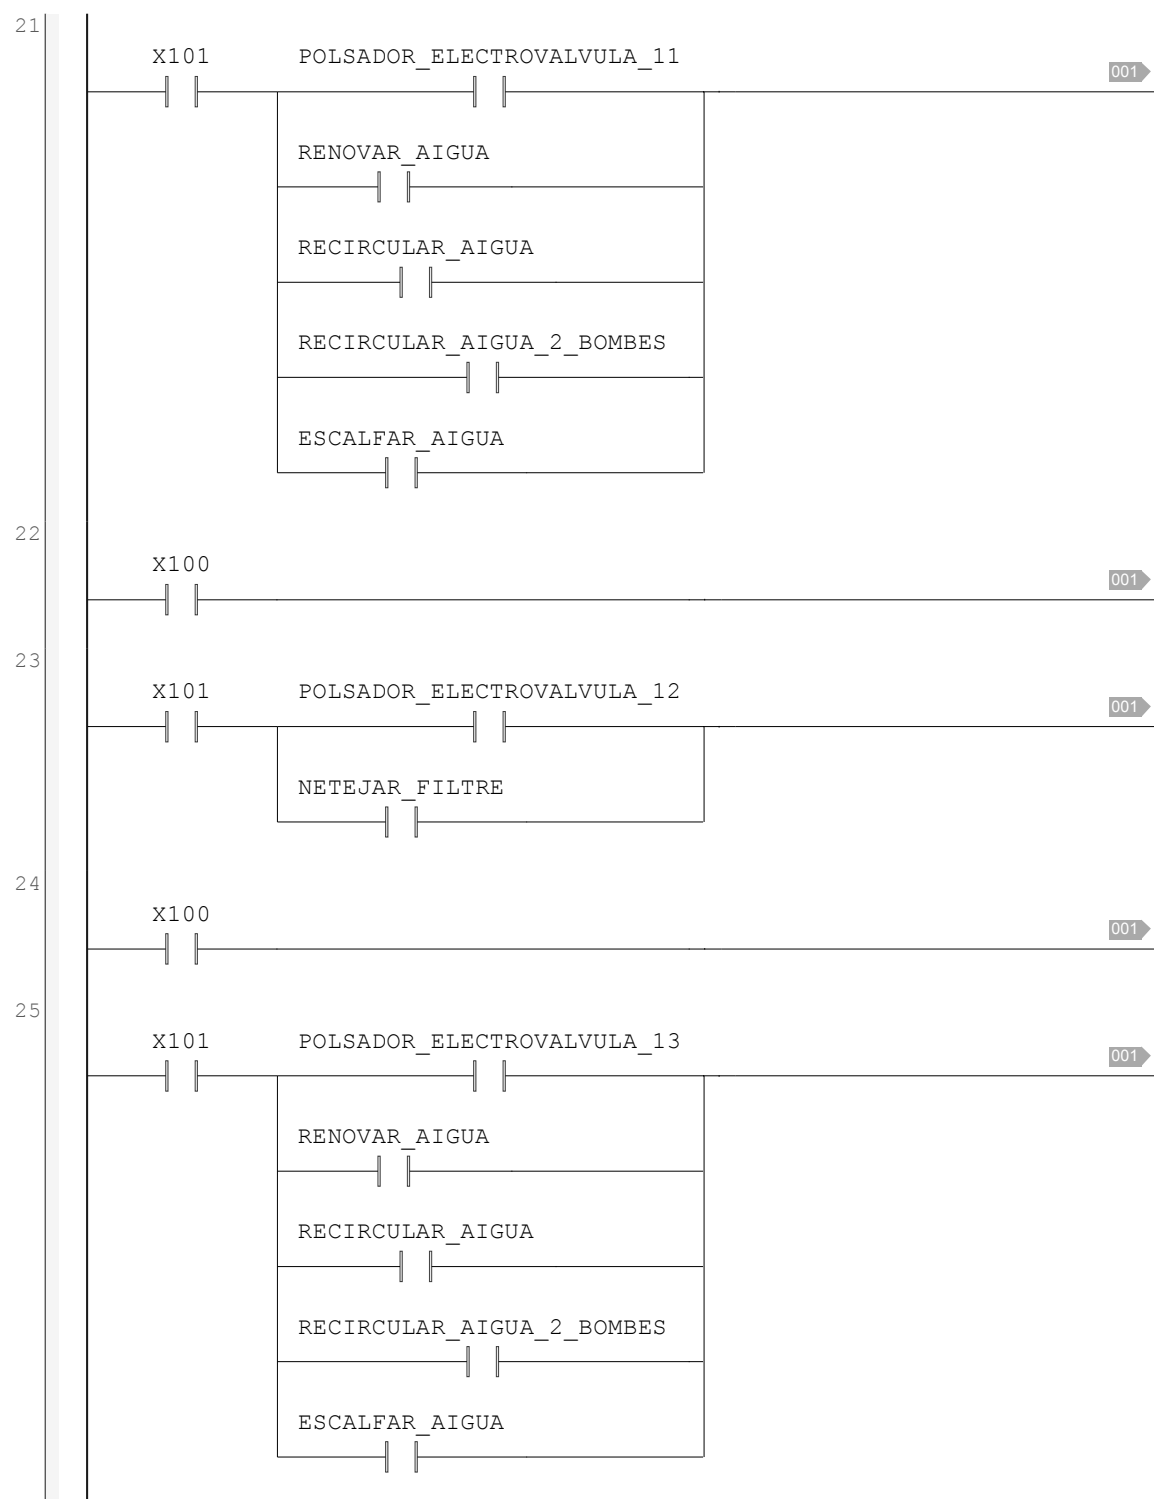 21
X101 POLSADOR_ELECTROVALVULA_11
001
RENOVAR_AIGUA
RECIRCULAR_AIGUA
RECIRCULAR_AIGUA_2_BOMBES
ESCALFAR_AIGUA
22
X100
001
23
X101 POLSADOR_ELECTROVALVULA_12
001
NETEJAR_FILTRE
24
X100
001
25
X101 POLSADOR_ELECTROVALVULA_13
001
RENOVAR_AIGUA
RECIRCULAR_AIGUA
RECIRCULAR_AIGUA_2_BOMBES
ESCALFAR_AIGUA